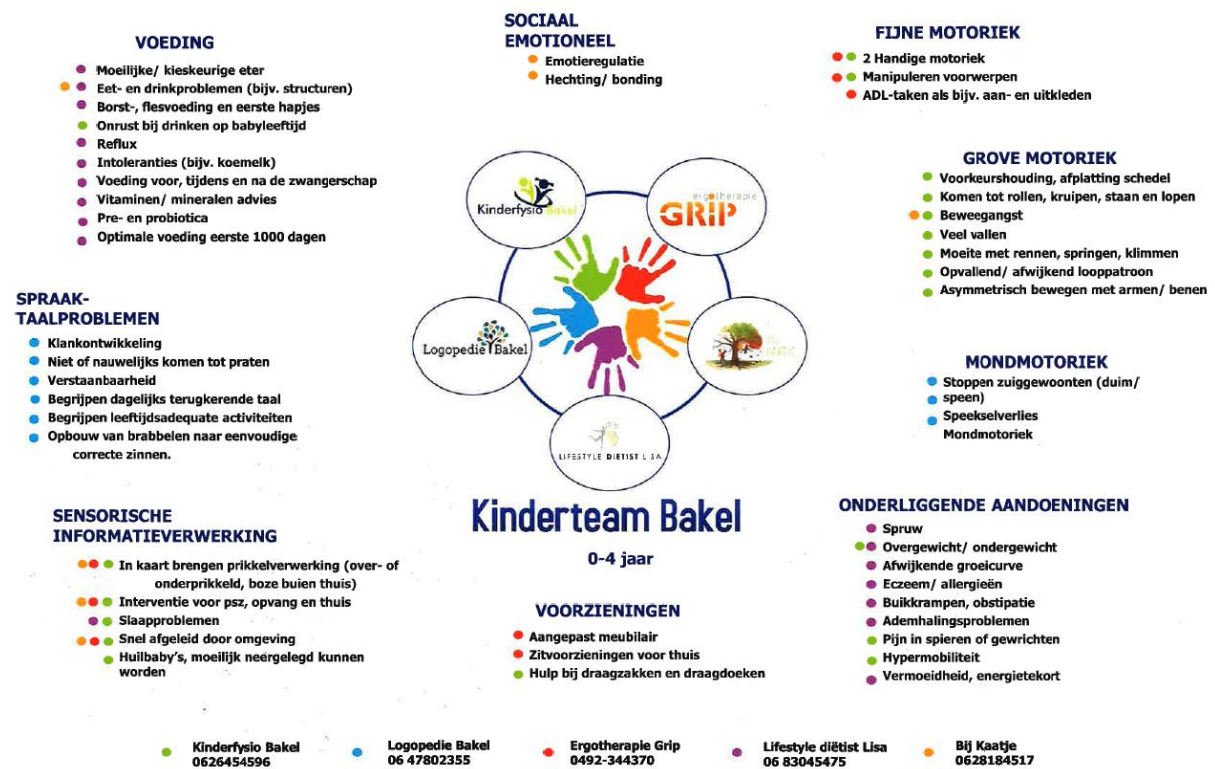 VOEDING
Moeilijke/ kieskeurige eter
Eet- en drinkproblemen (bijv. structuren)
Borst-, flesvoeding en eerste hapjes
Onrust bij drinken op babyleeftijd
Reflux
Intoleranties (bijv. koemelk)
Voeding voor, tijdens en na de zwangerschap
Vitaminen/ mineralen advies
Pre- en probiotica
Optimale voeding eerste 1000 dagen
SOCIAAL
EMOTIONEEL
Emotieregulatie
Hechting/ bonding
FIJNE MOTORIEK
2 Handige motoriek
Manipuleren voorwerpen
ADL-taken als bijv. aan- en uitkleden
GROVE MOTORIEK
Voorkeurshouding, afplatting schedel
Komen tot rollen, kruipen, staan en lopen
Beweegangst
Veel vallen
Moeite met rennen, springen, klimmen
Opvallend/ afwijkend looppatroon
Asymmetrisch bewegen met armen/ benen
Kinderfysio Bakel
ergotherapie
GRIP
Logopedie Bakel
LIFESTYLE DIËTIST LISA
SPRAAK-
TAALPROBLEMEN
Klankontwikkeling
Niet of nauwelijks komen tot praten
Verstaanbaarheid
Begrijpen dagelijks terugkerende taal
Begrijpen leeftijdsadequate activiteiten
Opbouw van brabbelen naar eenvoudige
correcte zinnen.
MONDMOTORIEK
Stoppen zuiggewoonten (duim/
speen)
Speekselverlies
Mondmotoriek
Kinderteam Bakel
0-4 jaar
SENSORISCHE
INFORMATIEVERWERKING
In kaart brengen prikkelverwerking (over- of
onderprikkeld, boze buien thuis)
Interventie voor psz, opvang en thuis
Slaapproblemen
Snel afgeleid door omgeving
Huilbaby's, moeilijk neergelegd kunnen
worden
VOORZIENINGEN
Aangepast meubilair
Zitvoorzieningen voor thuis
Hulp bij draagzakken en draagdoeken
ONDERLIGGENDE AANDOENINGEN
Spruw
Overgewicht/ ondergewicht
Afwijkende groeicurve
Eczeem/ allergieën
Buikkrampen, obstipatie
Ademhalingsproblemen
Pijn in spieren of gewrichten
Hypermobiliteit
Vermoeidheid, energietekort
Kinderfysio Bakel
0626454596
Logopedie Bakel
06 47802355
Ergotherapie Grip
0492-344370
Lifestyle diëtist Lisa
06 83045475
Bij Kaatje
0628184517